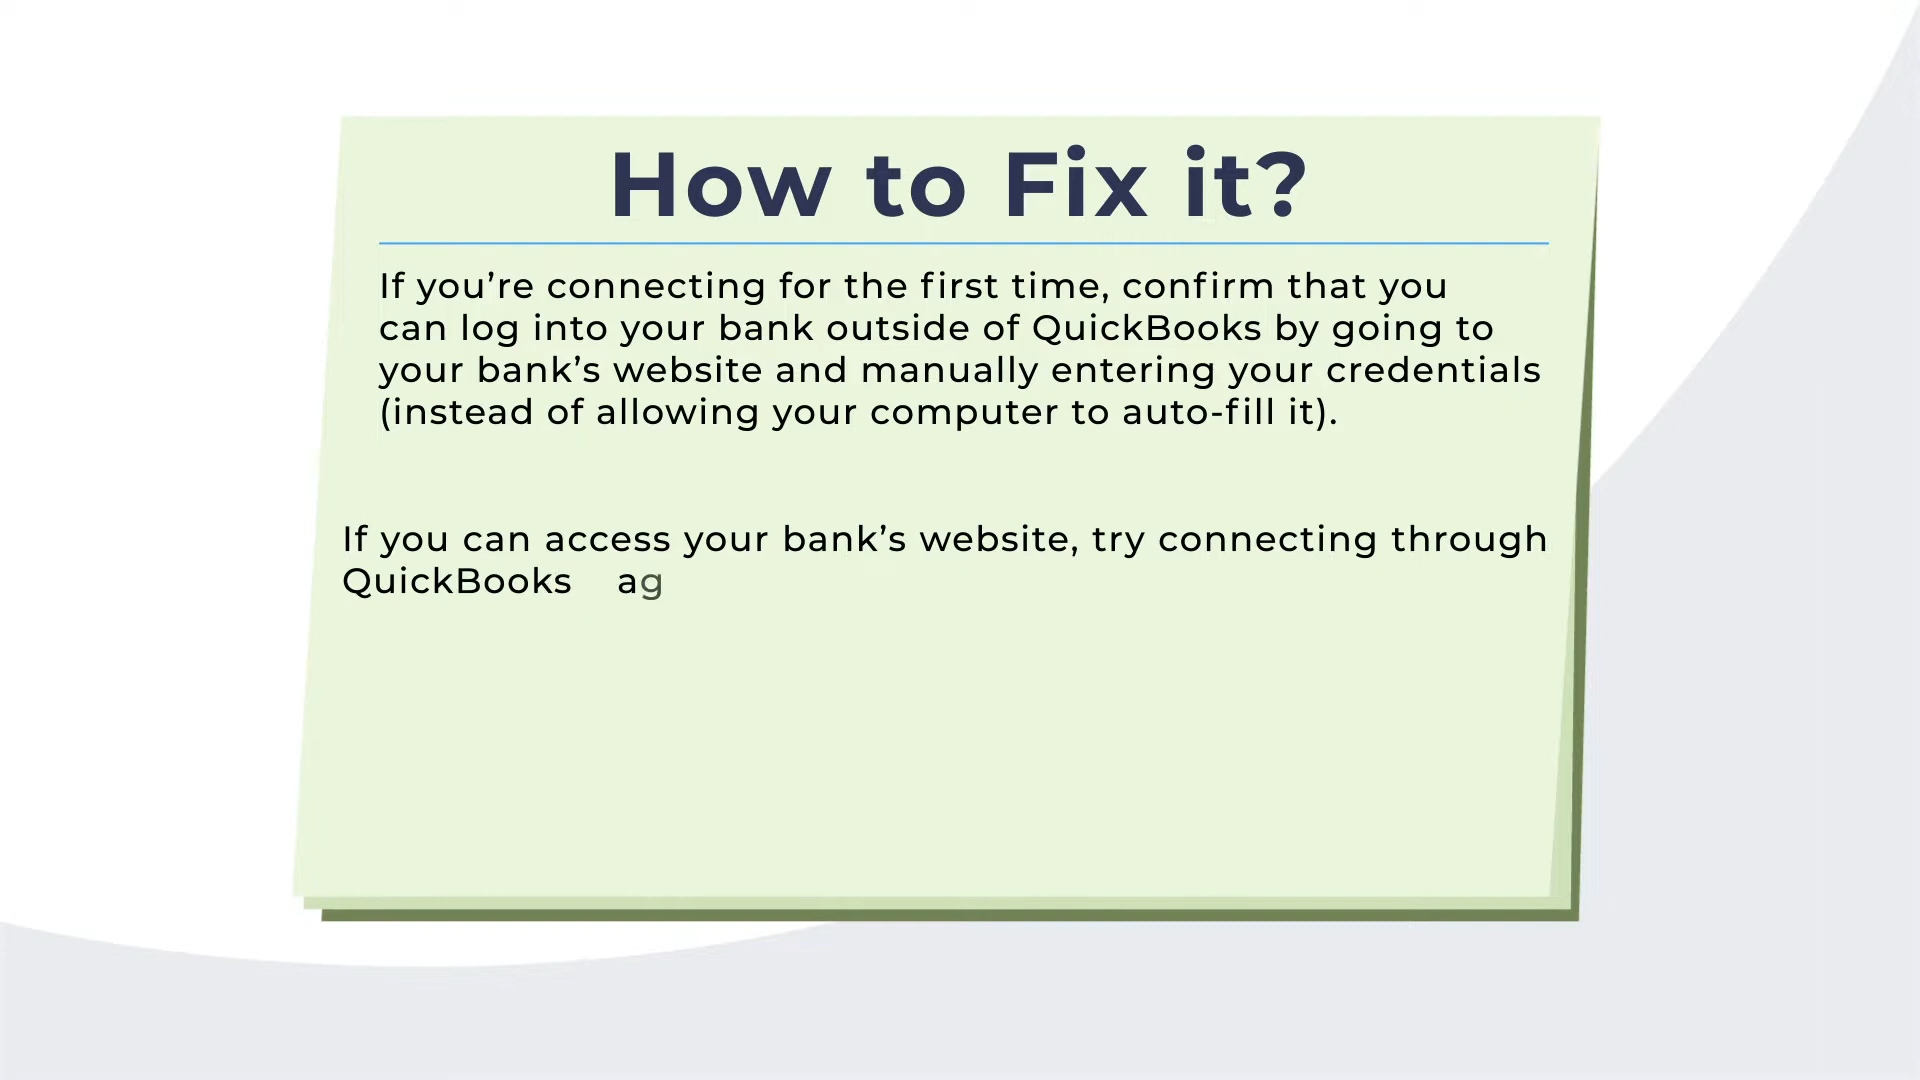 How to Fix it?
If you’re connecting for the first time, confirm that you
can log into your bank outside of QuickBooks by going to
your bank’s website and manually entering your credentials
(instead of allowing your computer to auto-fill it).
If you can access your bank’s website, try connecting through
QuickBooks ag